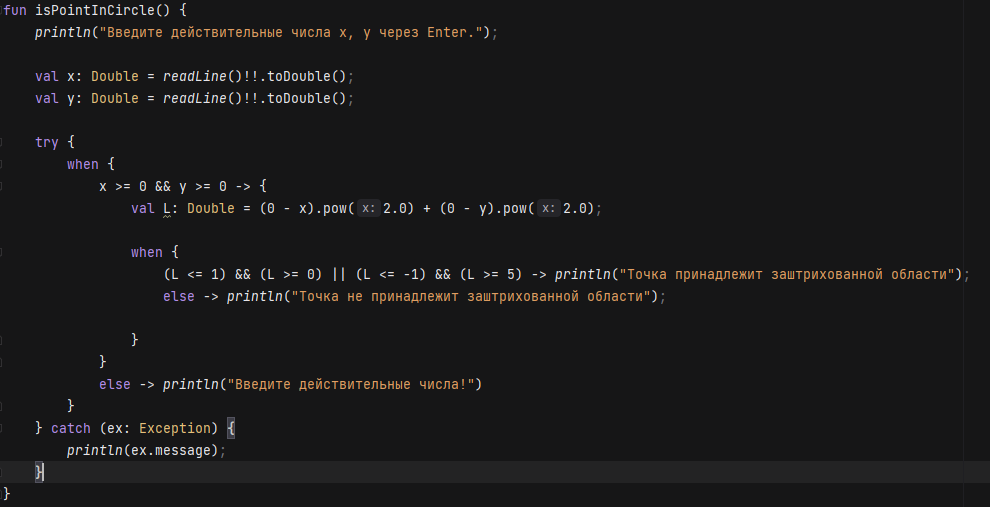 fun isPointInCircle() {
println("Введите действительные числа x, y через Enter.");
val x: Double = readLine()!!.toDouble();
val y: Double = readLine()!!.toDouble();
try {
when {
x >= 0 && y >= 0 -> {
val L: Double = (0 - x).pow( x: 2.0) + (0 - y).pow( x: 2.0);
when {
(L <= 1) && (L >= 0) || (L <= -1) && (L >= 5) -> println("Точка принадлежит заштрихованной области");
else -> println("Точка не принадлежит заштрихованной области");
}
}
else -> println("Введите действительные числа!")
}
} catch (ex: Exception) {
println(ex.message);
}
}